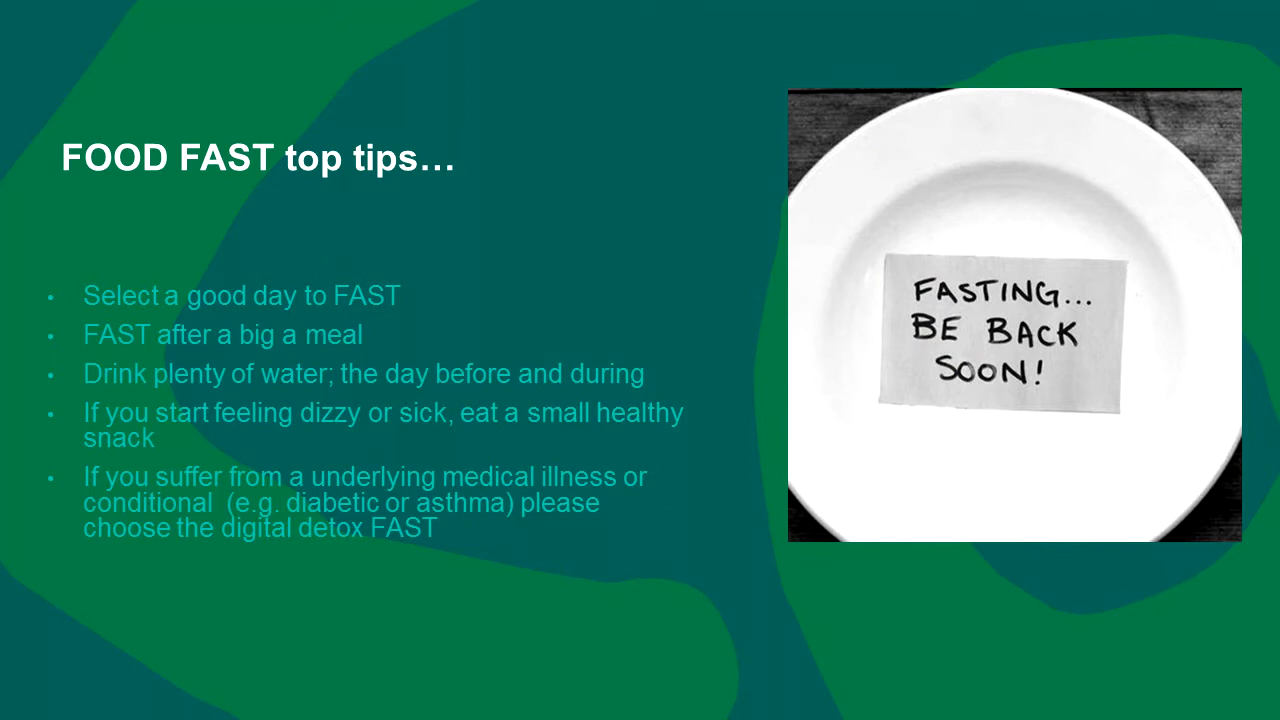 FOOD FAST top tips…
• Select a good day to FAST
• FAST after a big a meal
• Drink plenty of water; the day before and during
• If you start feeling dizzy or sick, eat a small healthy
snack
• If you suffer from a underlying medical illness or
conditional  (e.g. diabetic or asthma) please
choose the digital detox FAST
FASTING...
BE BACK
SOON!